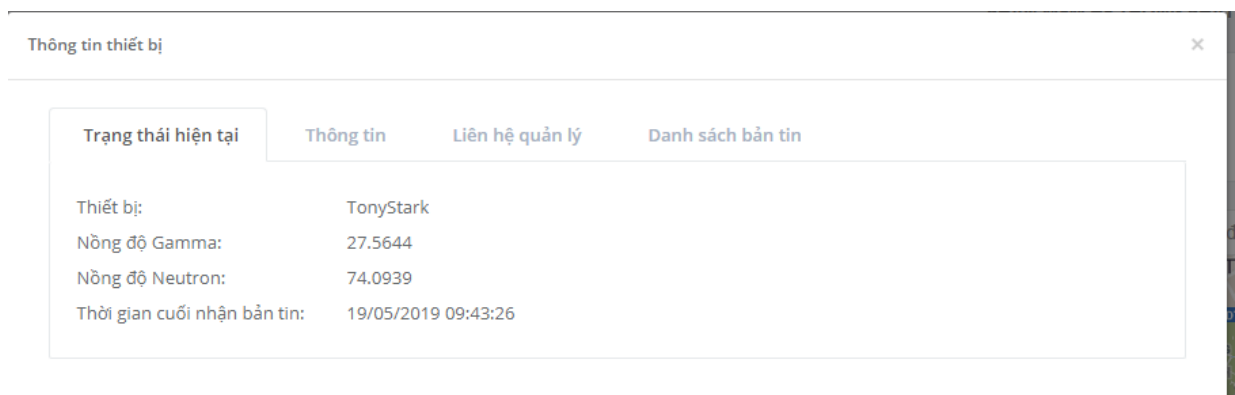 Thông tin thiết bị ×
Trạng thái hiện tại Thông tin Liên hệ quản lý Danh sách bản tin
Thiết bị: TonyStark
Nồng độ Gamma: 27.5644
Nồng độ Neutron: 74.0939
Thời gian cuối nhận bản tin: 19/05/2019 09:43:26